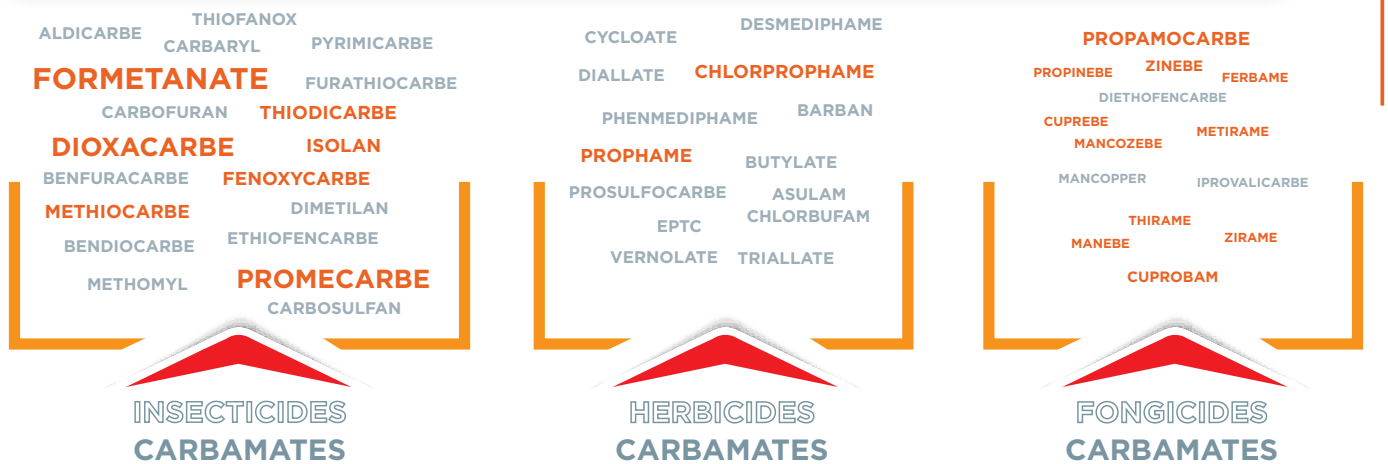 THIOFANOX
ALDICARBE
CARBARYL
PYRIMICARBE
FORMETANATE
FURATHIOCARBE
CARBOFURAN
THIODICARBE
DIOXACARBE
ISOLAN
BENFURACARBE
FENOXYCARBE
METHIOCARBE
DIMETILAN
BENDIOCARBE
ETHIOFENCARBE
METHOMYL
PROMECARBE
CARBOSULFAN
INSECTICIDES
CARBAMATES
DESMEDIPHAME
CYCLOATE
DIALLATE
CHLORPROPHAME
PHENMEDIPHAME
BARBAN
PROPHAME
BUTYLATE
PROSULFOCARBE
ASULAM
CHLORBUFAM
EPTC
VERNOLATE
TRIALLATE
HERBICIDES
CARBAMATES
PROPAMOCARBE
PROPINEBE
ZINEBE
FERBAME
DIETHOFENCARBE
CUPREBE
MANCOZEBE
METIRAME
MANCOPPER
IPROVALICARBE
THIRAME
MANEBE
ZIRAME
CUPROBAM
FONGICIDES
CARBAMATES